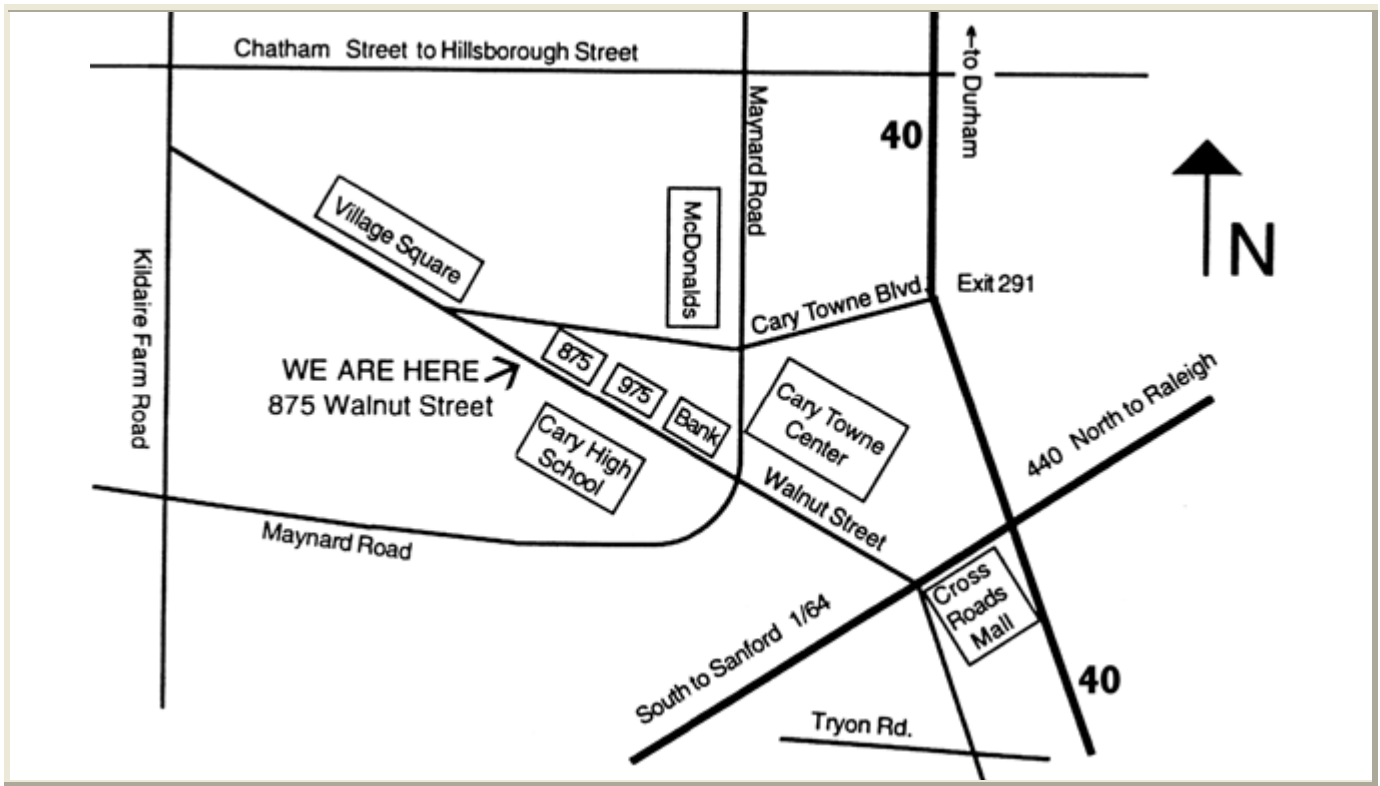 Chatham Street to Hillsborough Street
to Durham
Maynard Road
40
N
Village Square
McDonalds
Kildaire Farm Road
Cary Towne Blvd.
Exit 291
WE ARE HERE
875 Walnut Street
875
975
Bank
Cary Towne
Center
440 North to Raleigh
Cary High
School
Walnut Street
Maynard Road
Cross
Roads
Mall
South to Sanford 1/64
40
Tryon Rd.